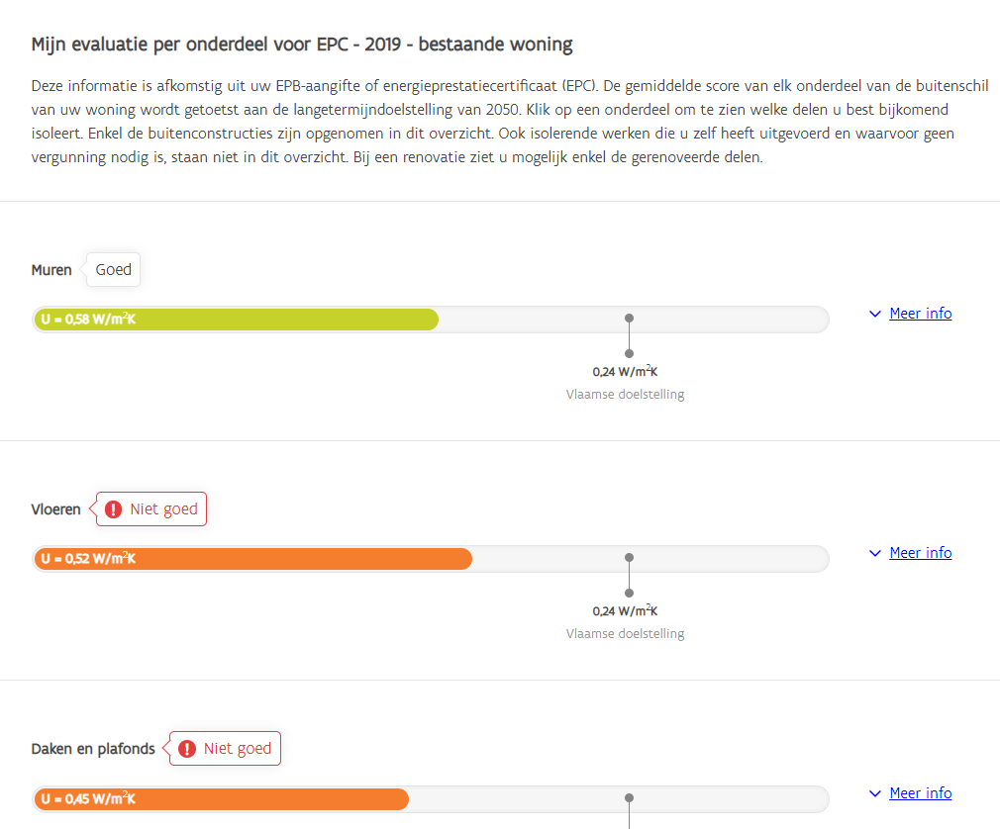 Mijn evaluatie per onderdeel voor EPC - 2019 - bestaande woning
Deze informatie is afkomstig uit uw EPB-aangifte of energieprestatiecertificaat (EPC). De gemiddelde score van elk onderdeel van de buitenschil
van uw woning wordt getoetst aan de langetermijndoelstelling van 2050. Klik op een onderdeel om te zien welke delen u best bijkomend
isoleert. Enkel de buitenconstructies zijn opgenomen in dit overzicht. Ook isolerende werken die u zelf heeft uitgevoerd en waarvoor geen
vergunning nodig is, staan niet in dit overzicht. Bij een renovatie ziet u mogelijk enkel de gerenoveerde delen.
Muren Goed
U = 0,58 W/m²K Meer info
0,24 W/m²K
Vlaamse doelstelling
Vloeren Niet goed
U = 0,52 W/m²K Meer info
0,24 W/m²K
Vlaamse doelstelling
Daken en plafonds Niet goed
U = 0,45 W/m²K Meer info